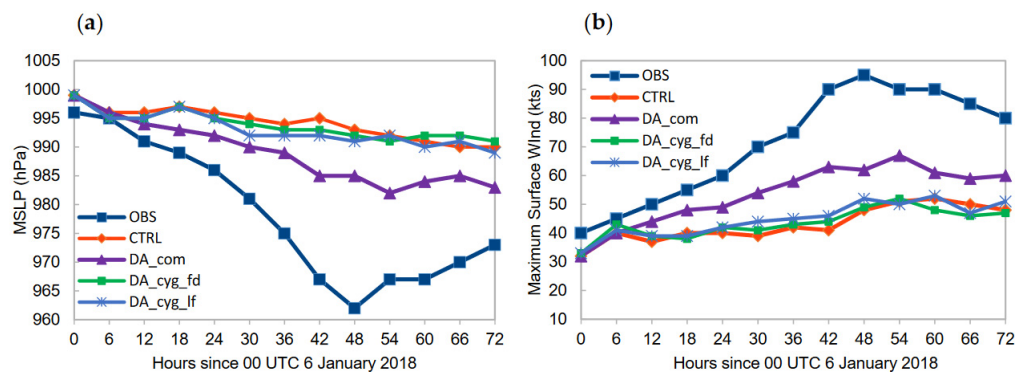 (a)
MSLP (hPa)
1005
1000
995
990
985
980
975
970
965
960
OBS
CTRL
DA_com
DA_cyg_fd
DA_cyg_lf
0 6 12 18 24 30 36 42 48 54 60 66 72
Hours since 00 UTC 6 January 2018
(b)
Maximum Surface WInd (kts)
100
90
80
70
60
50
40
30
20
10
OBS
CTRL
DA_com
DA_cyg_fd
DA_cyg_lf
0 6 12 18 24 30 36 42 48 54 60 66 72
Hours since 00 UTC 6 January 2018